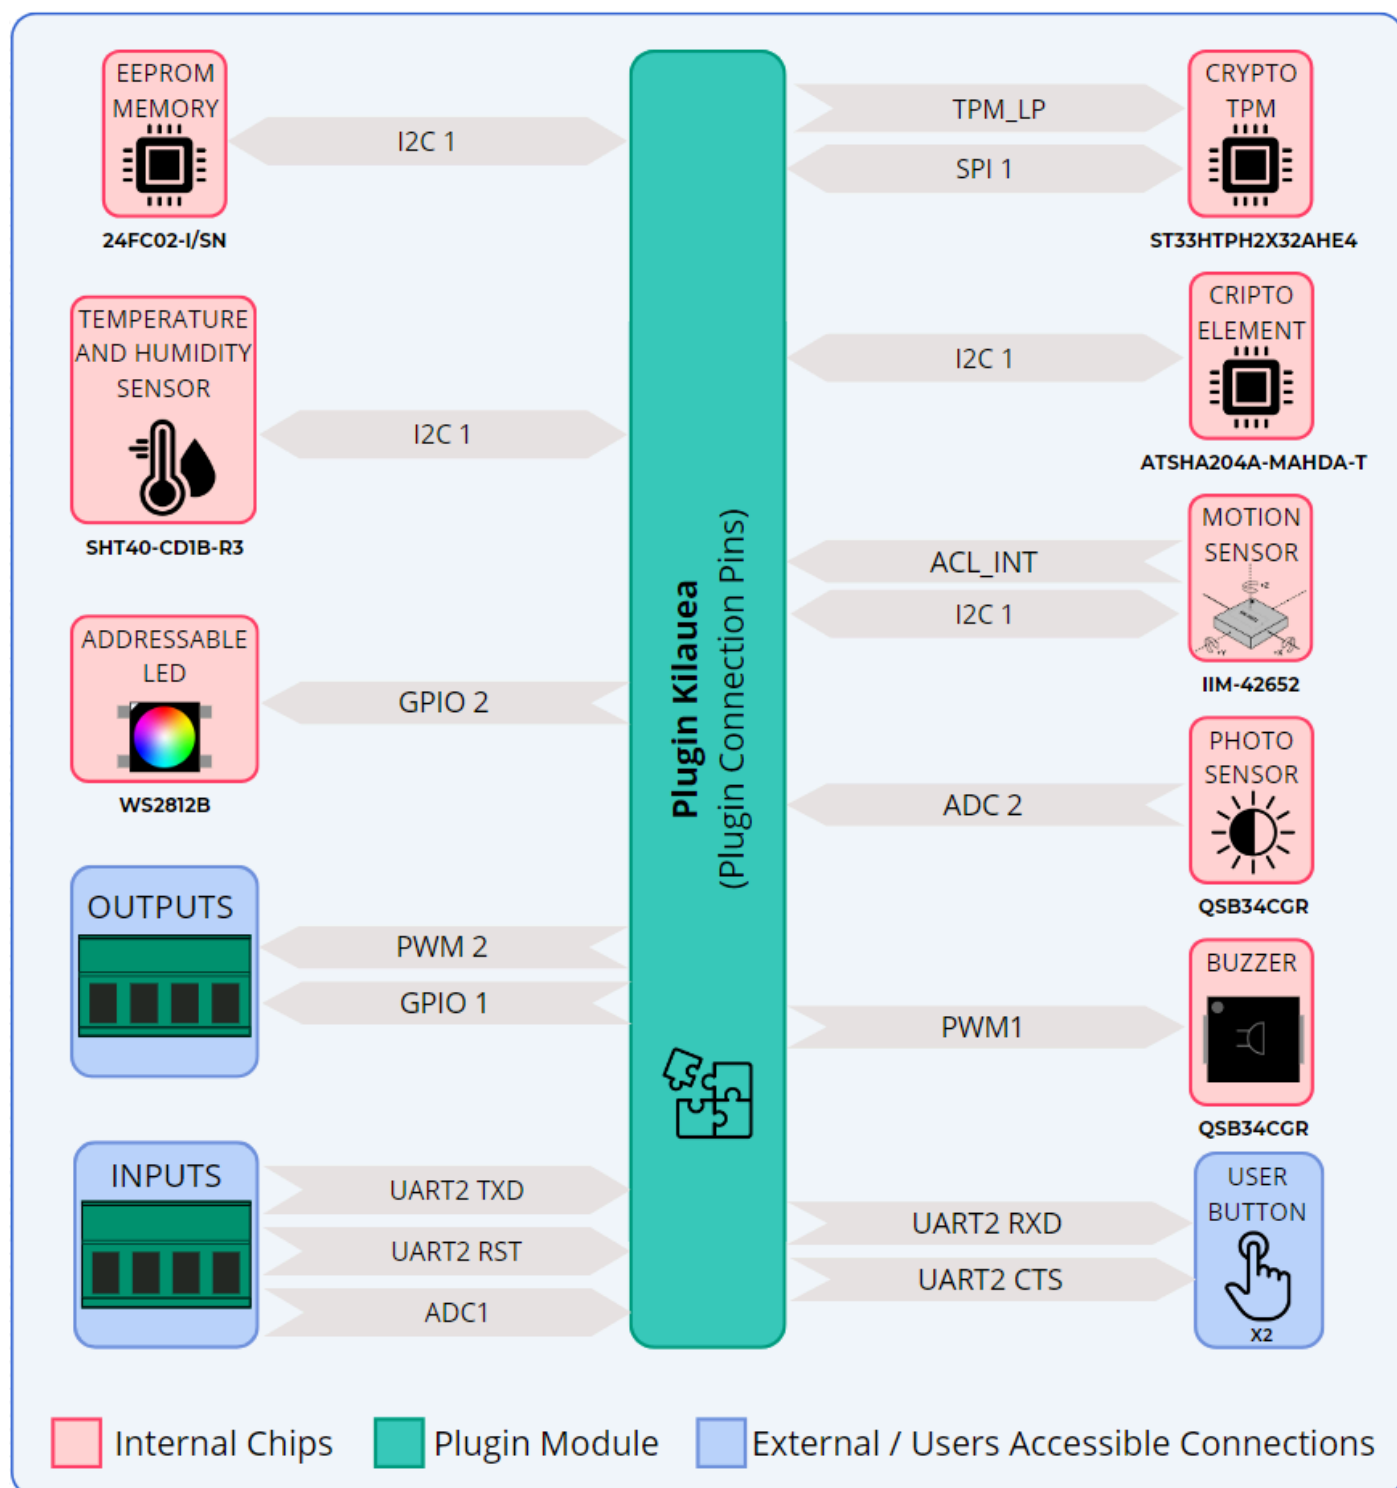 EEPROM
MEMORY
24FC02-I/SN
I2C 1
TEMPERATURE
AND HUMIDITY
SENSOR
SHT40-CD1B-R3
I2C 1
ADDRESSABLE
LED
WS2812B
GPIO 2
OUTPUTS
PWM 2
GPIO 1
INPUTS
UART2 TXD
UART2 RST
ADC1
Plugin Kilauea
(Plugin Connection Pins)
TPM_LP
SPI 1
CRYPTO
TPM
ST33HTPH2X32AHE4
I2C 1
CRIPTO
ELEMENT
ATSHA204A-MAHDA-T
ACL_INT
I2C 1
MOTION
SENSOR
+Z
+Y
+X
IIM-42652
ADC 2
PHOTO
SENSOR
QSB34CGR
PWM1
BUZZER
QSB34CGR
UART2 RXD
UART2 CTS
USER
BUTTON
X2
Internal Chips
Plugin Module
External / Users Accessible Connections